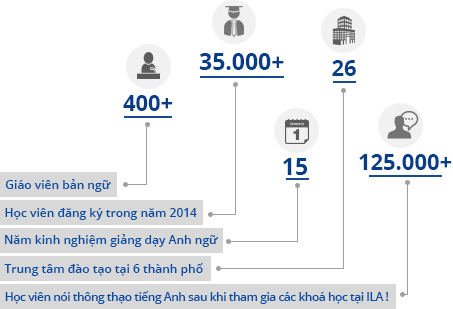 35.000+
26
400+
January
1
15
125.000+
Giáo viên bản ngữ
Học viên đăng ký trong năm 2014
Năm kinh nghiệm giảng dạy Anh ngữ
Trung tâm đào tạo tại 6 thành phố
Học viên nói thông thạo tiếng Anh sau khi tham gia các khoá học tại ILA !